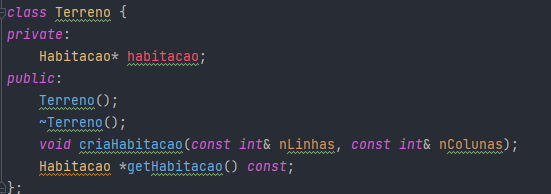 class Terreno {
private:
    Habitacao* habitacao;
public:
    Terreno();
    ~Terreno();
    void criaHabitacao(const int& nLinhas, const int& nColunas);
    Habitacao *getHabitacao() const;
};